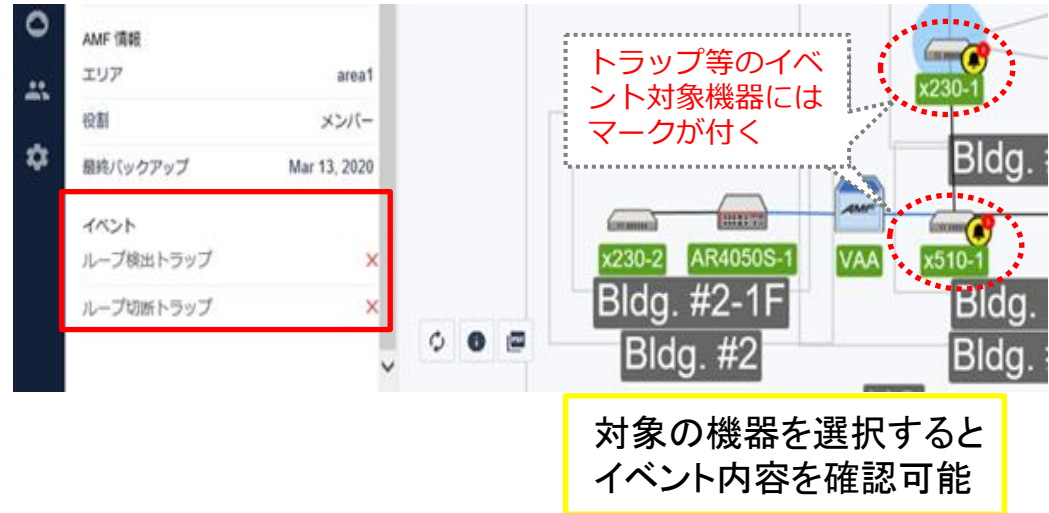 AMF 情報
エリア area1
役割 メンバー
最終バックアップ Mar 13, 2020
イベント
ループ検出トラップ
ループ切断トラップ
トラップ等のイベ
ント対象機器には
マークが付く
x230-1
Bldg.
AMF
x230-2 AR4050S-1 VAA x510-1
Bldg. #2-1F
Bldg.
Bldg. #2
Bldg.
対象の機器を選択すると
イベント内容を確認可能